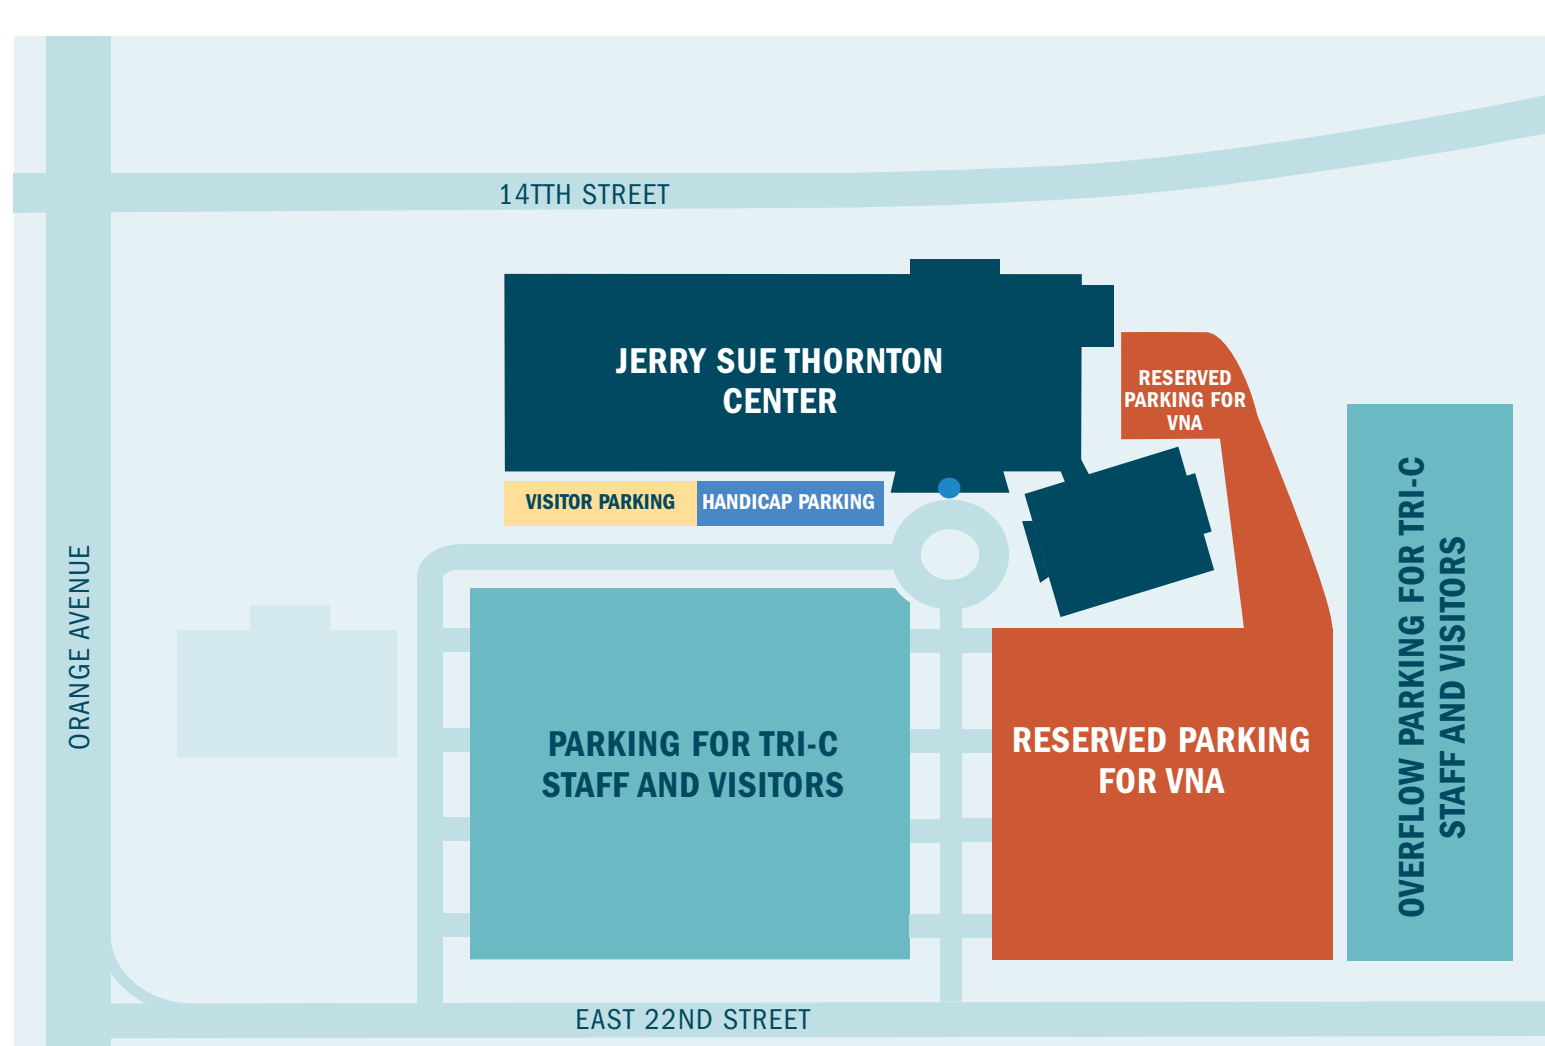 14TTH STREET
JERRY SUE THORNTON
CENTER
RESERVED
PARKING FOR
VNA
VISITOR PARKING
HANDICAP PARKING
ORANGE AVENUE
PARKING FOR TRI-C
STAFF AND VISITORS
RESERVED PARKING
FOR VNA
OVERFLOW PARKING FOR TRI-C
STAFF AND VISITORS
EAST 22ND STREET